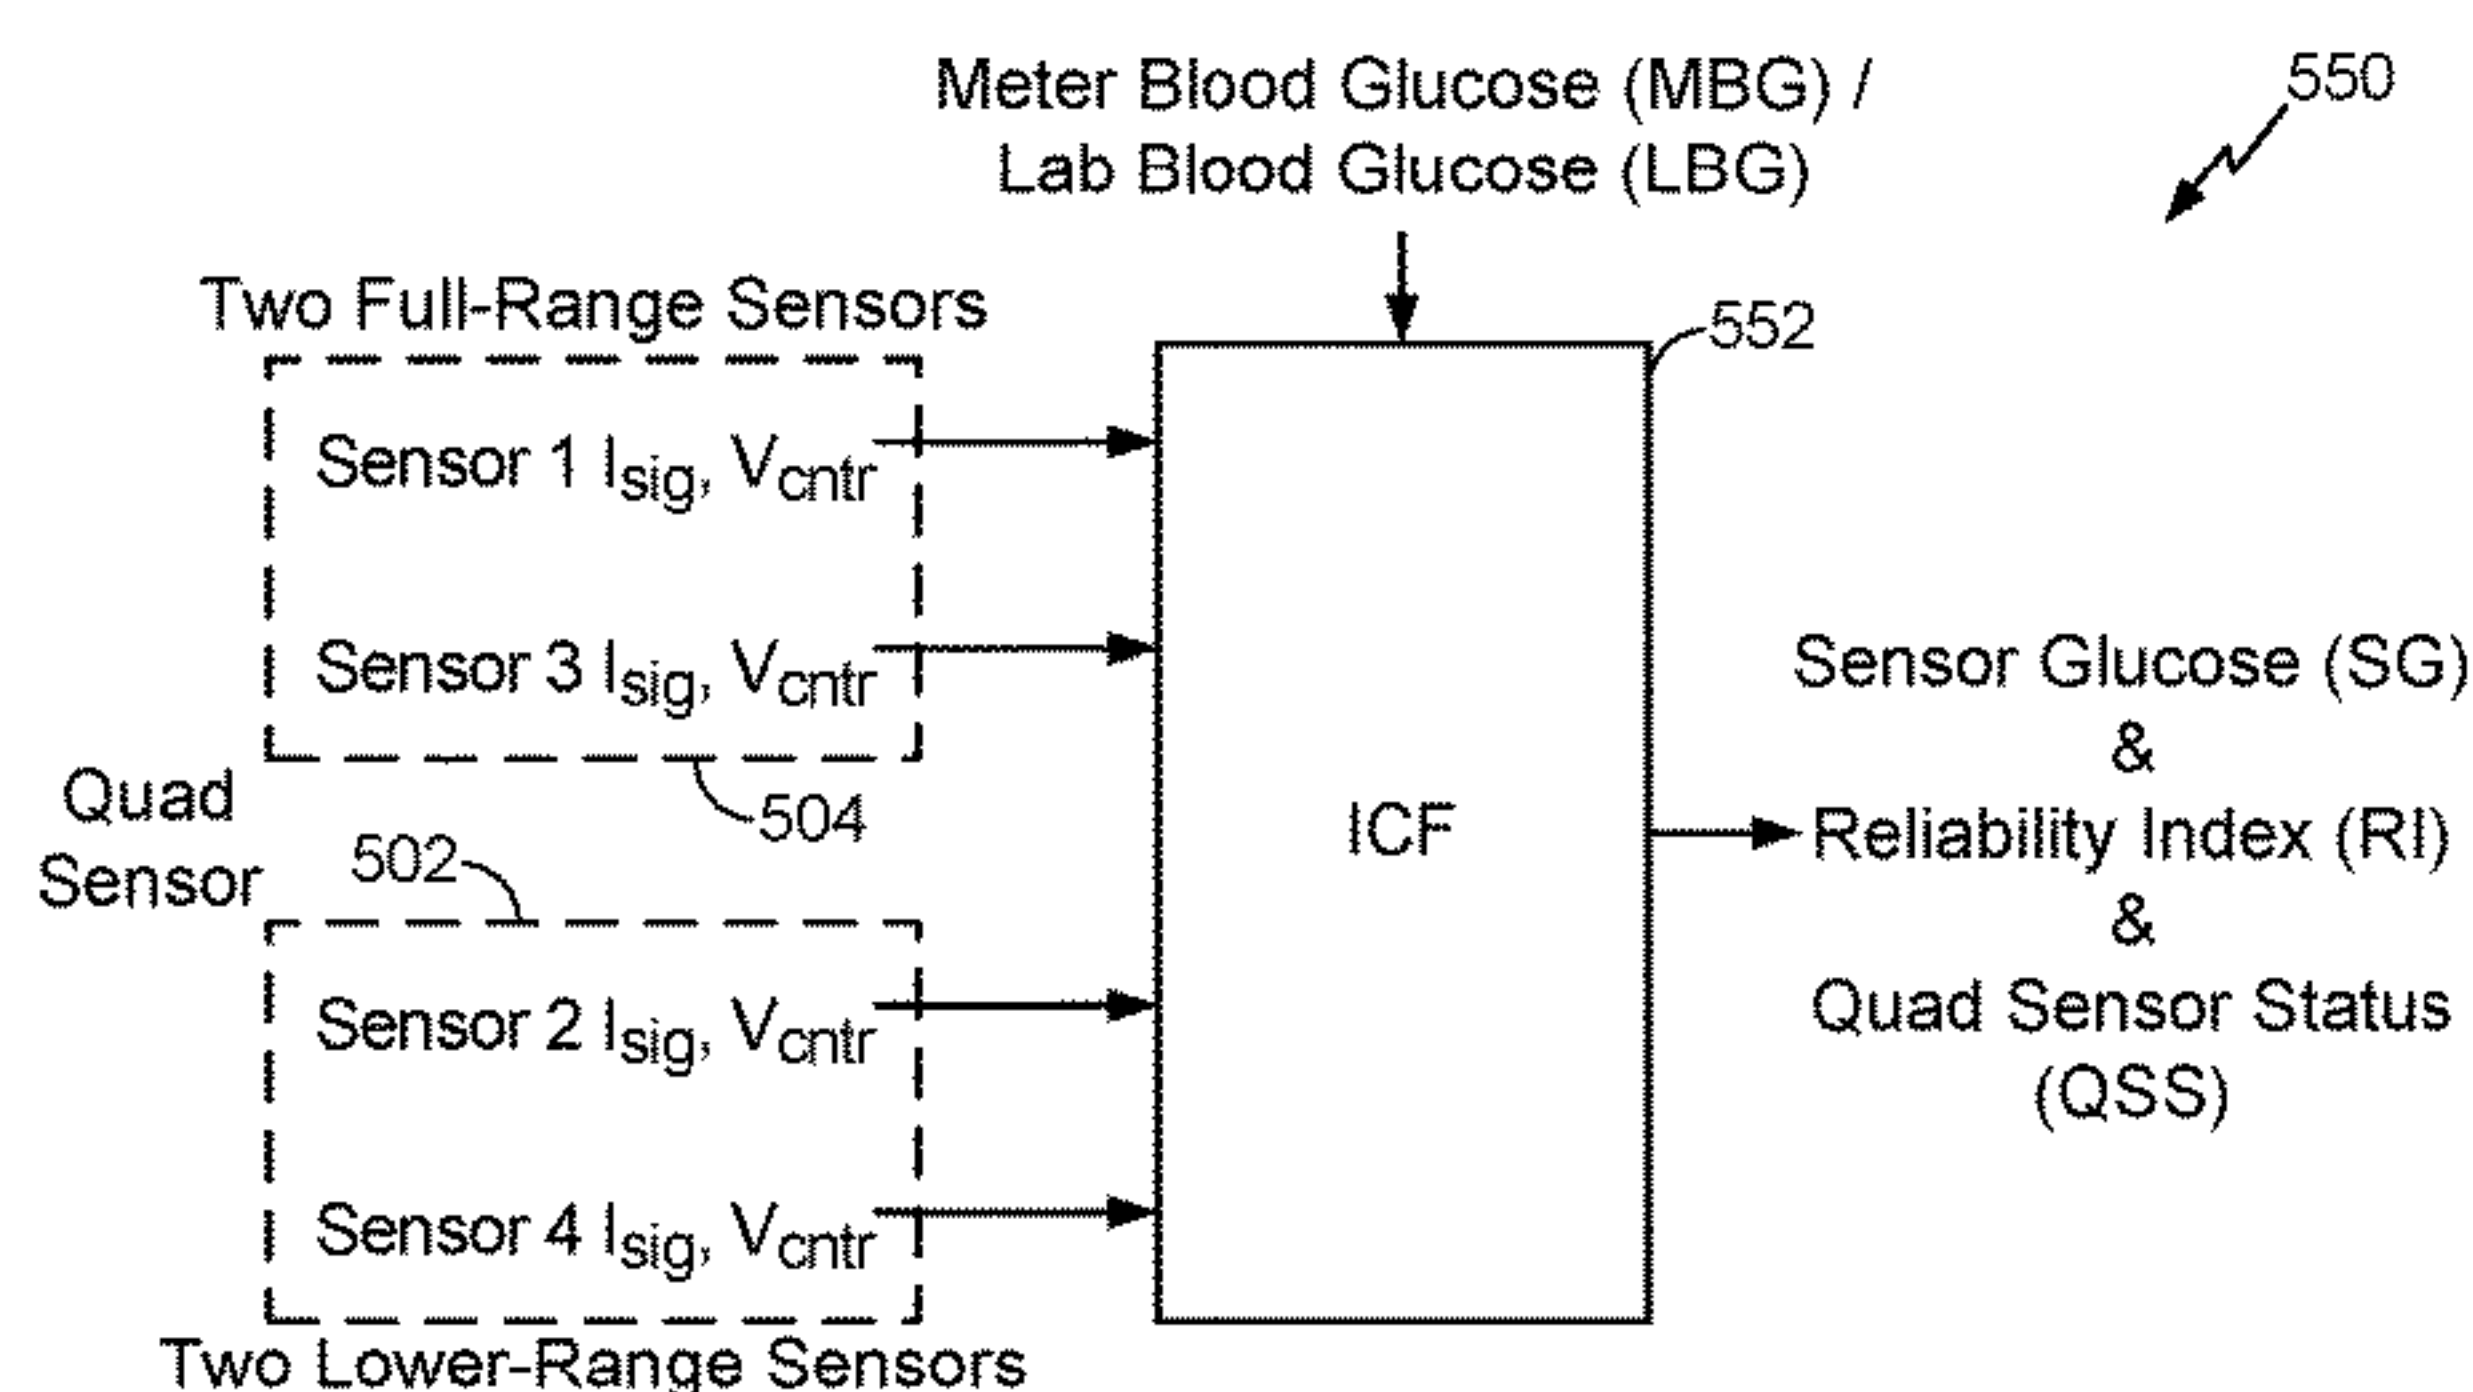 Meter Blood Glucose (MBG) /
Lab Blood Glucose (LBG)
550
Two Full-Range Sensors
552
Sensor 1 Isig, Vcntr
Sensor 3 Isig, Vcntr
504
Quad
Sensor
502
Sensor 2 Isig, Vcntr
Sensor 4 Isig, Vcntr
Two Lower-Range Sensors
ICF
Sensor Glucose (SG)
&
Reliability Index (RI)
&
Quad Sensor Status
(QSS)